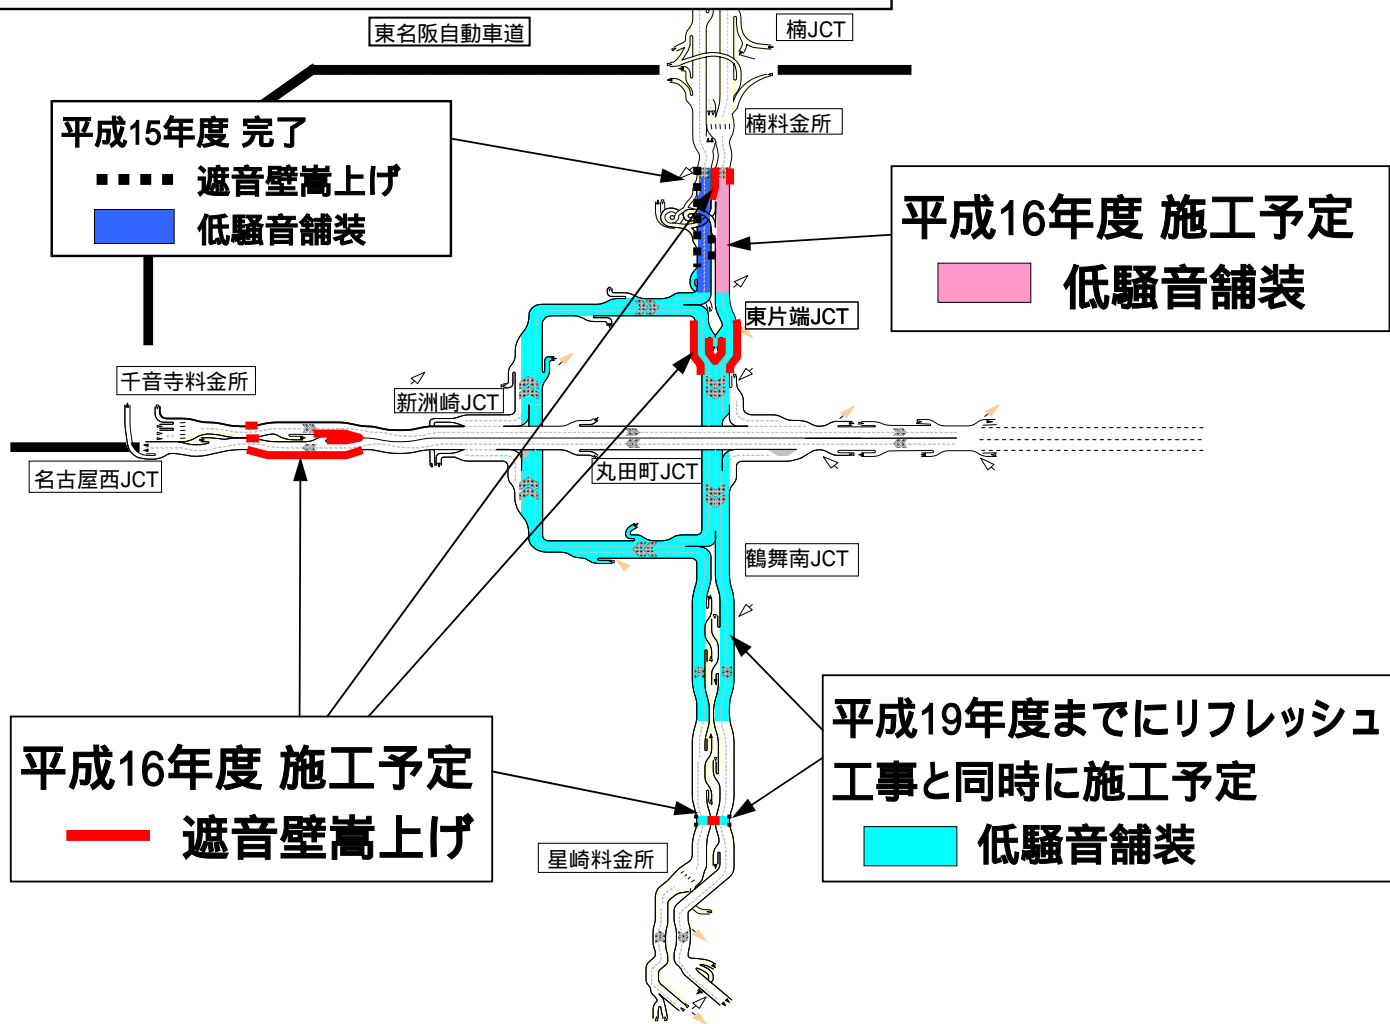 東名阪自動車道
楠JCT
楠料金所
平成15年度 完了
遮音壁嵩上げ
低騒音舗装
平成16年度 施工予定
低騒音舗装
東片端JCT
千音寺料金所
新洲崎JCT
名古屋西JCT
丸田町JCT
鶴舞南JCT
平成16年度 施工予定
遮音壁嵩上げ
平成19年度までにリフレッシュ
工事と同時に施工予定
低騒音舗装
星崎料金所